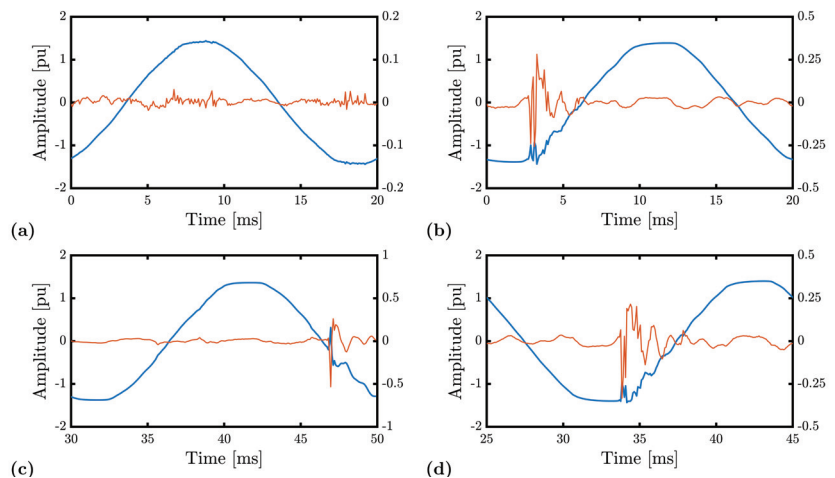 2 0.2
1 0.1
0 0
-1 -0.1
-2 0.2
Amplitude [pu]
0 5 10 15 20
Time [ms]
(a)
2 0.5
1 0.25
0 0
-1 -0.25
-2 -0.5
Amplitude [pu]
0 5 10 15 20
Time [ms]
(b)
2 1
1 0.5
0 0
-1 -0.5
-2 -1
Amplitude [pu]
30 35 40 45 50
Time [ms]
(c)
2 0.5
1 0.25
0 0
-1 -0.25
-2 -0.5
Amplitude [pu]
25 30 35 40 45
Time [ms]
(d)